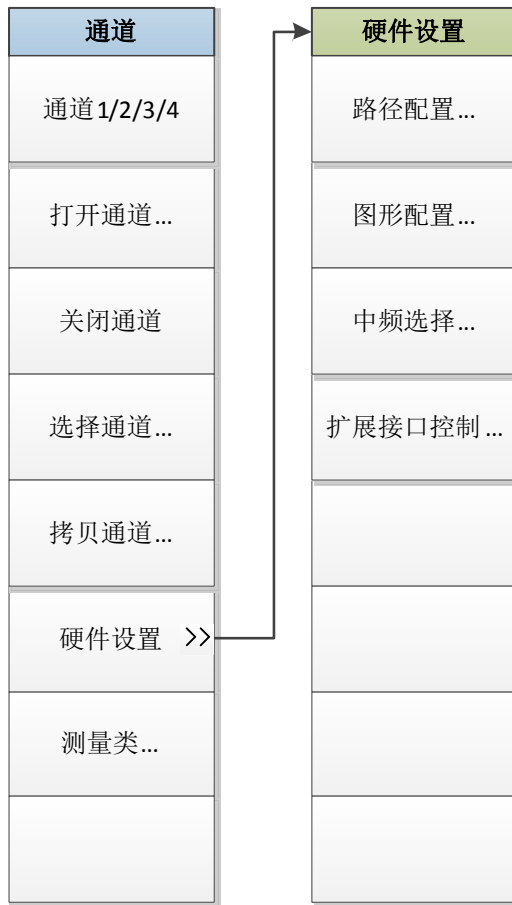 通道
通道1/2/3/4
打开通道...
关闭通道
选择通道...
拷贝通道...
硬件设置 >>
测量类...
硬件设置
路径配置...
图形配置...
中频选择...
扩展接口控制...